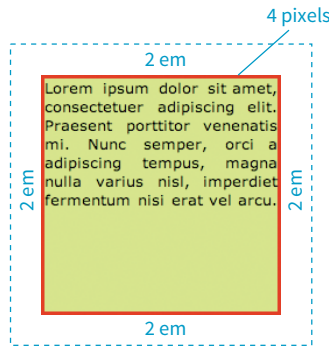 4 pixels
2 em
Lorem ipsum dolor sit amet,
consectetuer adipiscing elit.
Praesent porttitor venenatis
mi. Nunc semper, orci a
adipiscing tempus, magna
nulla varius nisl, imperdiet
fermentum nisi erat vel arcu.
2 em
2 em
2 em